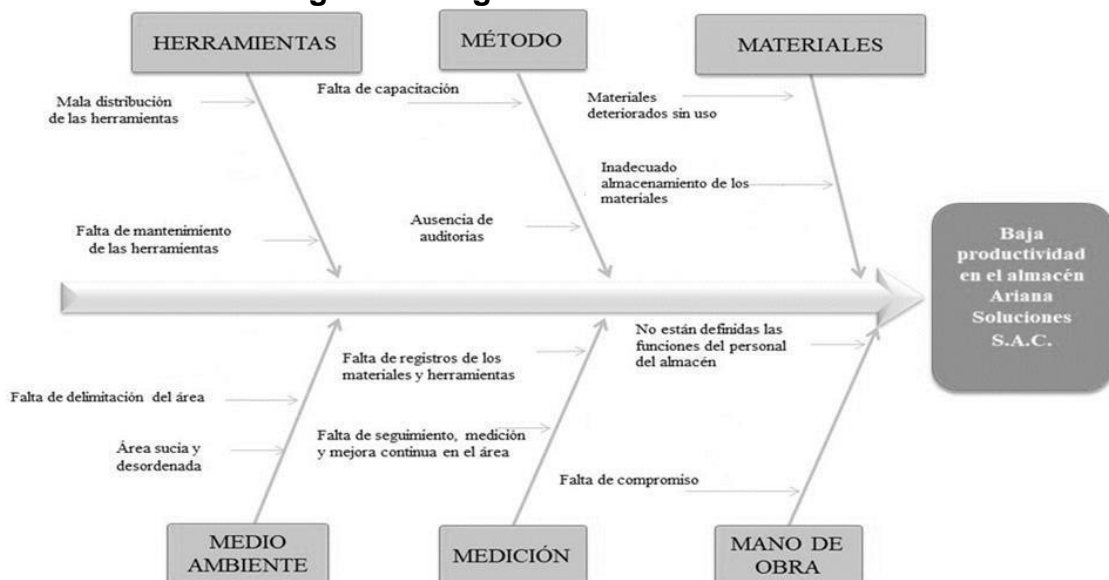 HERRAMIENTAS
MÉTODO
MATERIALES
Mala distribución
de las herramientas
Falta de capacitación
Materiales
deteriorados sin uso
Falta de mantenimiento
de las herramientas
Ausencia de
auditorias
Inadecuado
almacenamiento de los
materiales
Baja
productividad
en el almacén
Ariana
Soluciones
S.A.C.
Falta de delimitación del área
Área sucia y
desordenada
Falta de registros de los
materiales y herramientas
Falta de seguimiento, medición
y mejora continua en el área
No están definidas las
funciones del personal
del almacén
Falta de compromiso
MEDIO
AMBIENTE
MEDICIÓN
MANO DE
OBRA